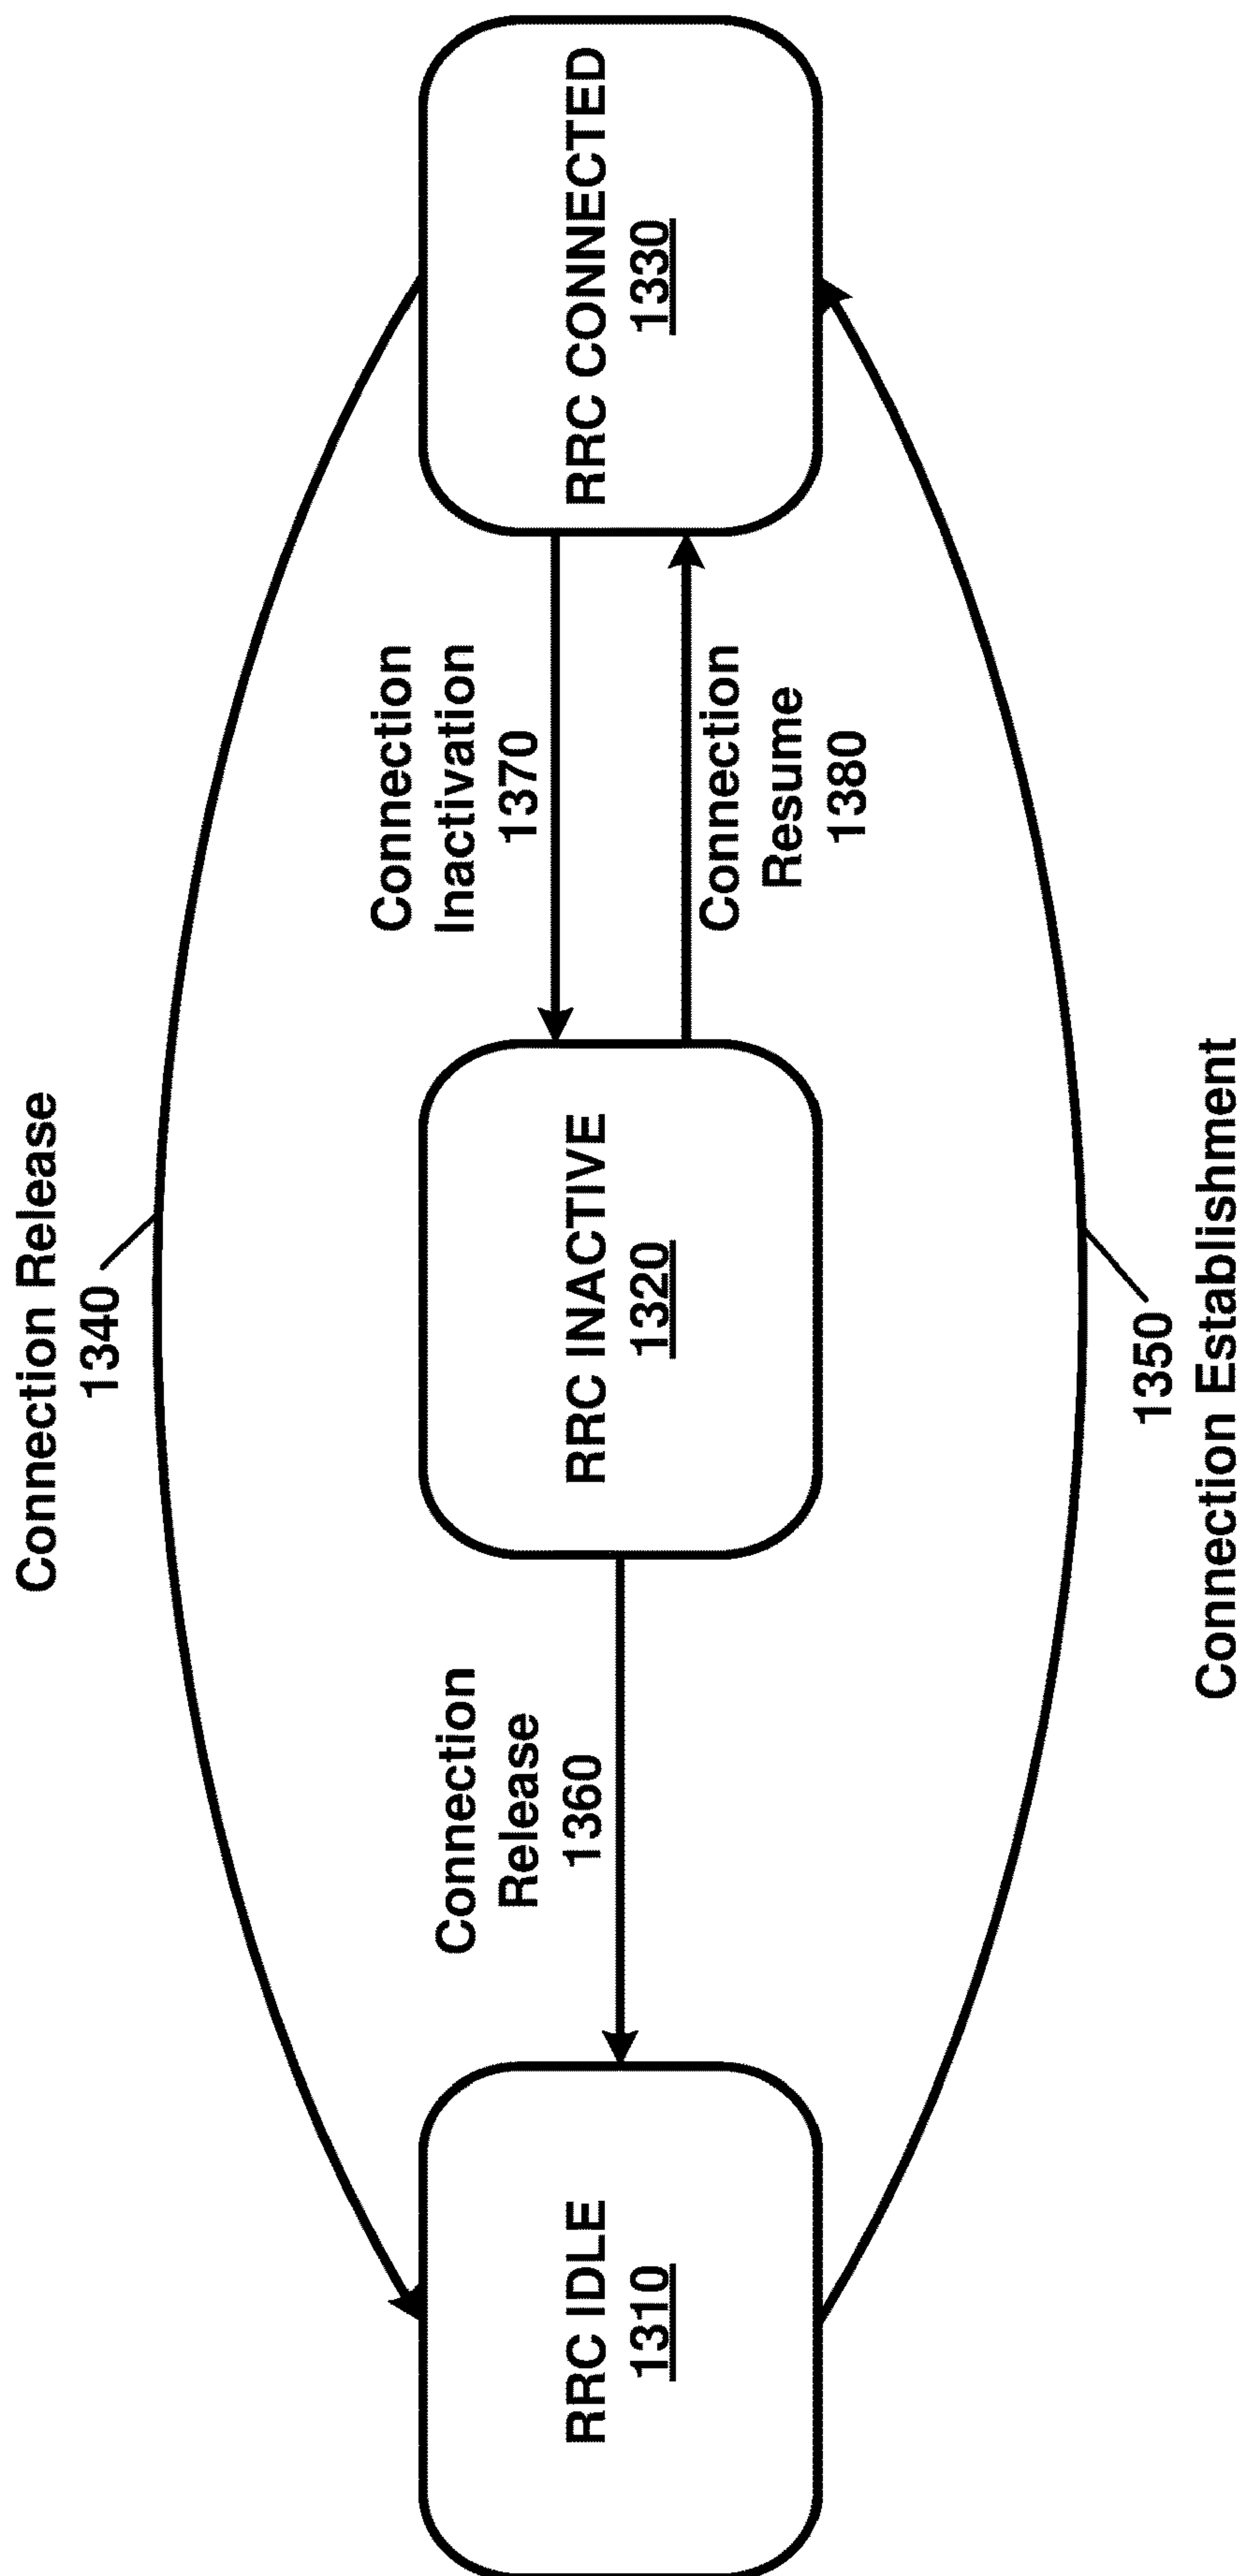 Connection Release
1340
RRC IDLE
1310
Connection
Release
1360
RRC INACTIVE
1320
Connection
Inactivation
1370
Connection
Resume
1380
RRC CONNECTED
1330
1350
Connection Establishment